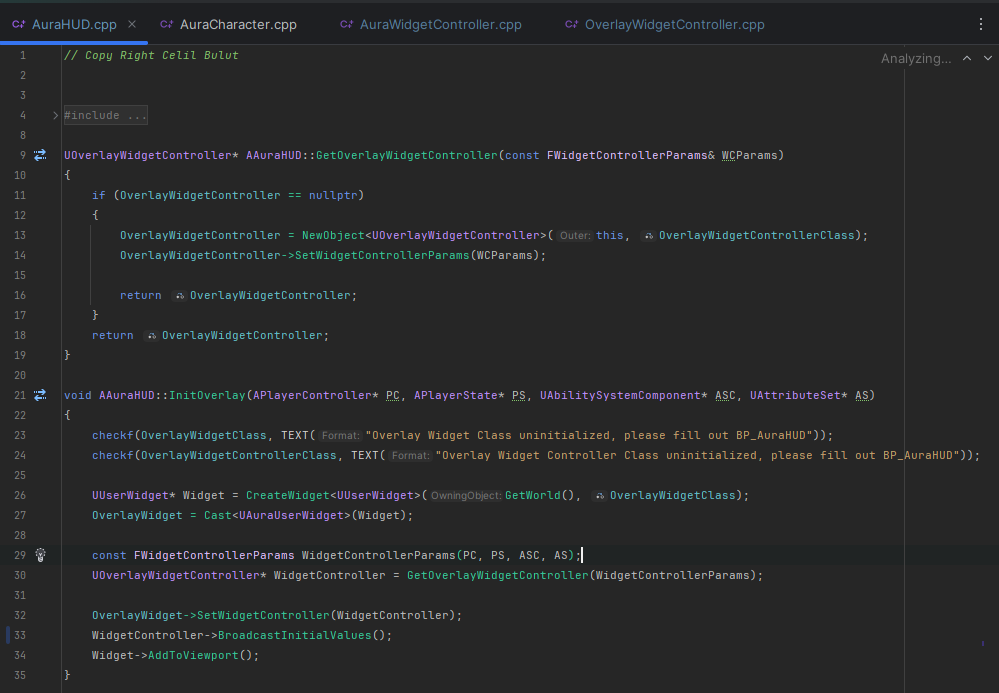 AuraHUD.cpp AuraCharacter.cpp AuraWidgetController.cpp OverlayWidgetController.cpp
Analyzing...
1 // Copy Right Celil Bulut
2
3
4 #include ...
8
9 UOverlayWidgetController* AAuraHUD::GetOverlayWidgetController(const FWidgetControllerParams& WCParams)
10 {
11 if (OverlayWidgetController == nullptr)
12 {
13 OverlayWidgetController = NewObject<UOverlayWidgetController>( Outer: this, OverlayWidgetControllerClass);
14 OverlayWidgetController->SetWidgetControllerParams(WCParams);
15
16 return OverlayWidgetController;
17 }
18 return OverlayWidgetController;
19 }
20
21 void AAuraHUD::InitOverlay(APlayerController* PC, APlayerState* PS, UAbilitySystemComponent* ASC, UAttributeSet* AS)
22 {
23 checkf(OverlayWidgetClass, TEXT( Format: "Overlay Widget Class uninitialized, please fill out BP_AuraHUD"));
24 checkf(OverlayWidgetControllerClass, TEXT( Format: "Overlay Widget Controller Class uninitialized, please fill out BP_AuraHUD"));
25
26 UUserWidget* Widget = CreateWidget<UUserWidget>( OwningObject: GetWorld(), OverlayWidgetClass);
27 OverlayWidget = Cast<UAuraUserWidget>(Widget);
28
29 const FWidgetControllerParams WidgetControllerParams(PC, PS, ASC, AS);
30 UOverlayWidgetController* WidgetController = GetOverlayWidgetController(WidgetControllerParams);
31
32 OverlayWidget->SetWidgetController(WidgetController);
33 WidgetController->BroadcastInitialValues();
34 Widget->AddToViewport();
35 }